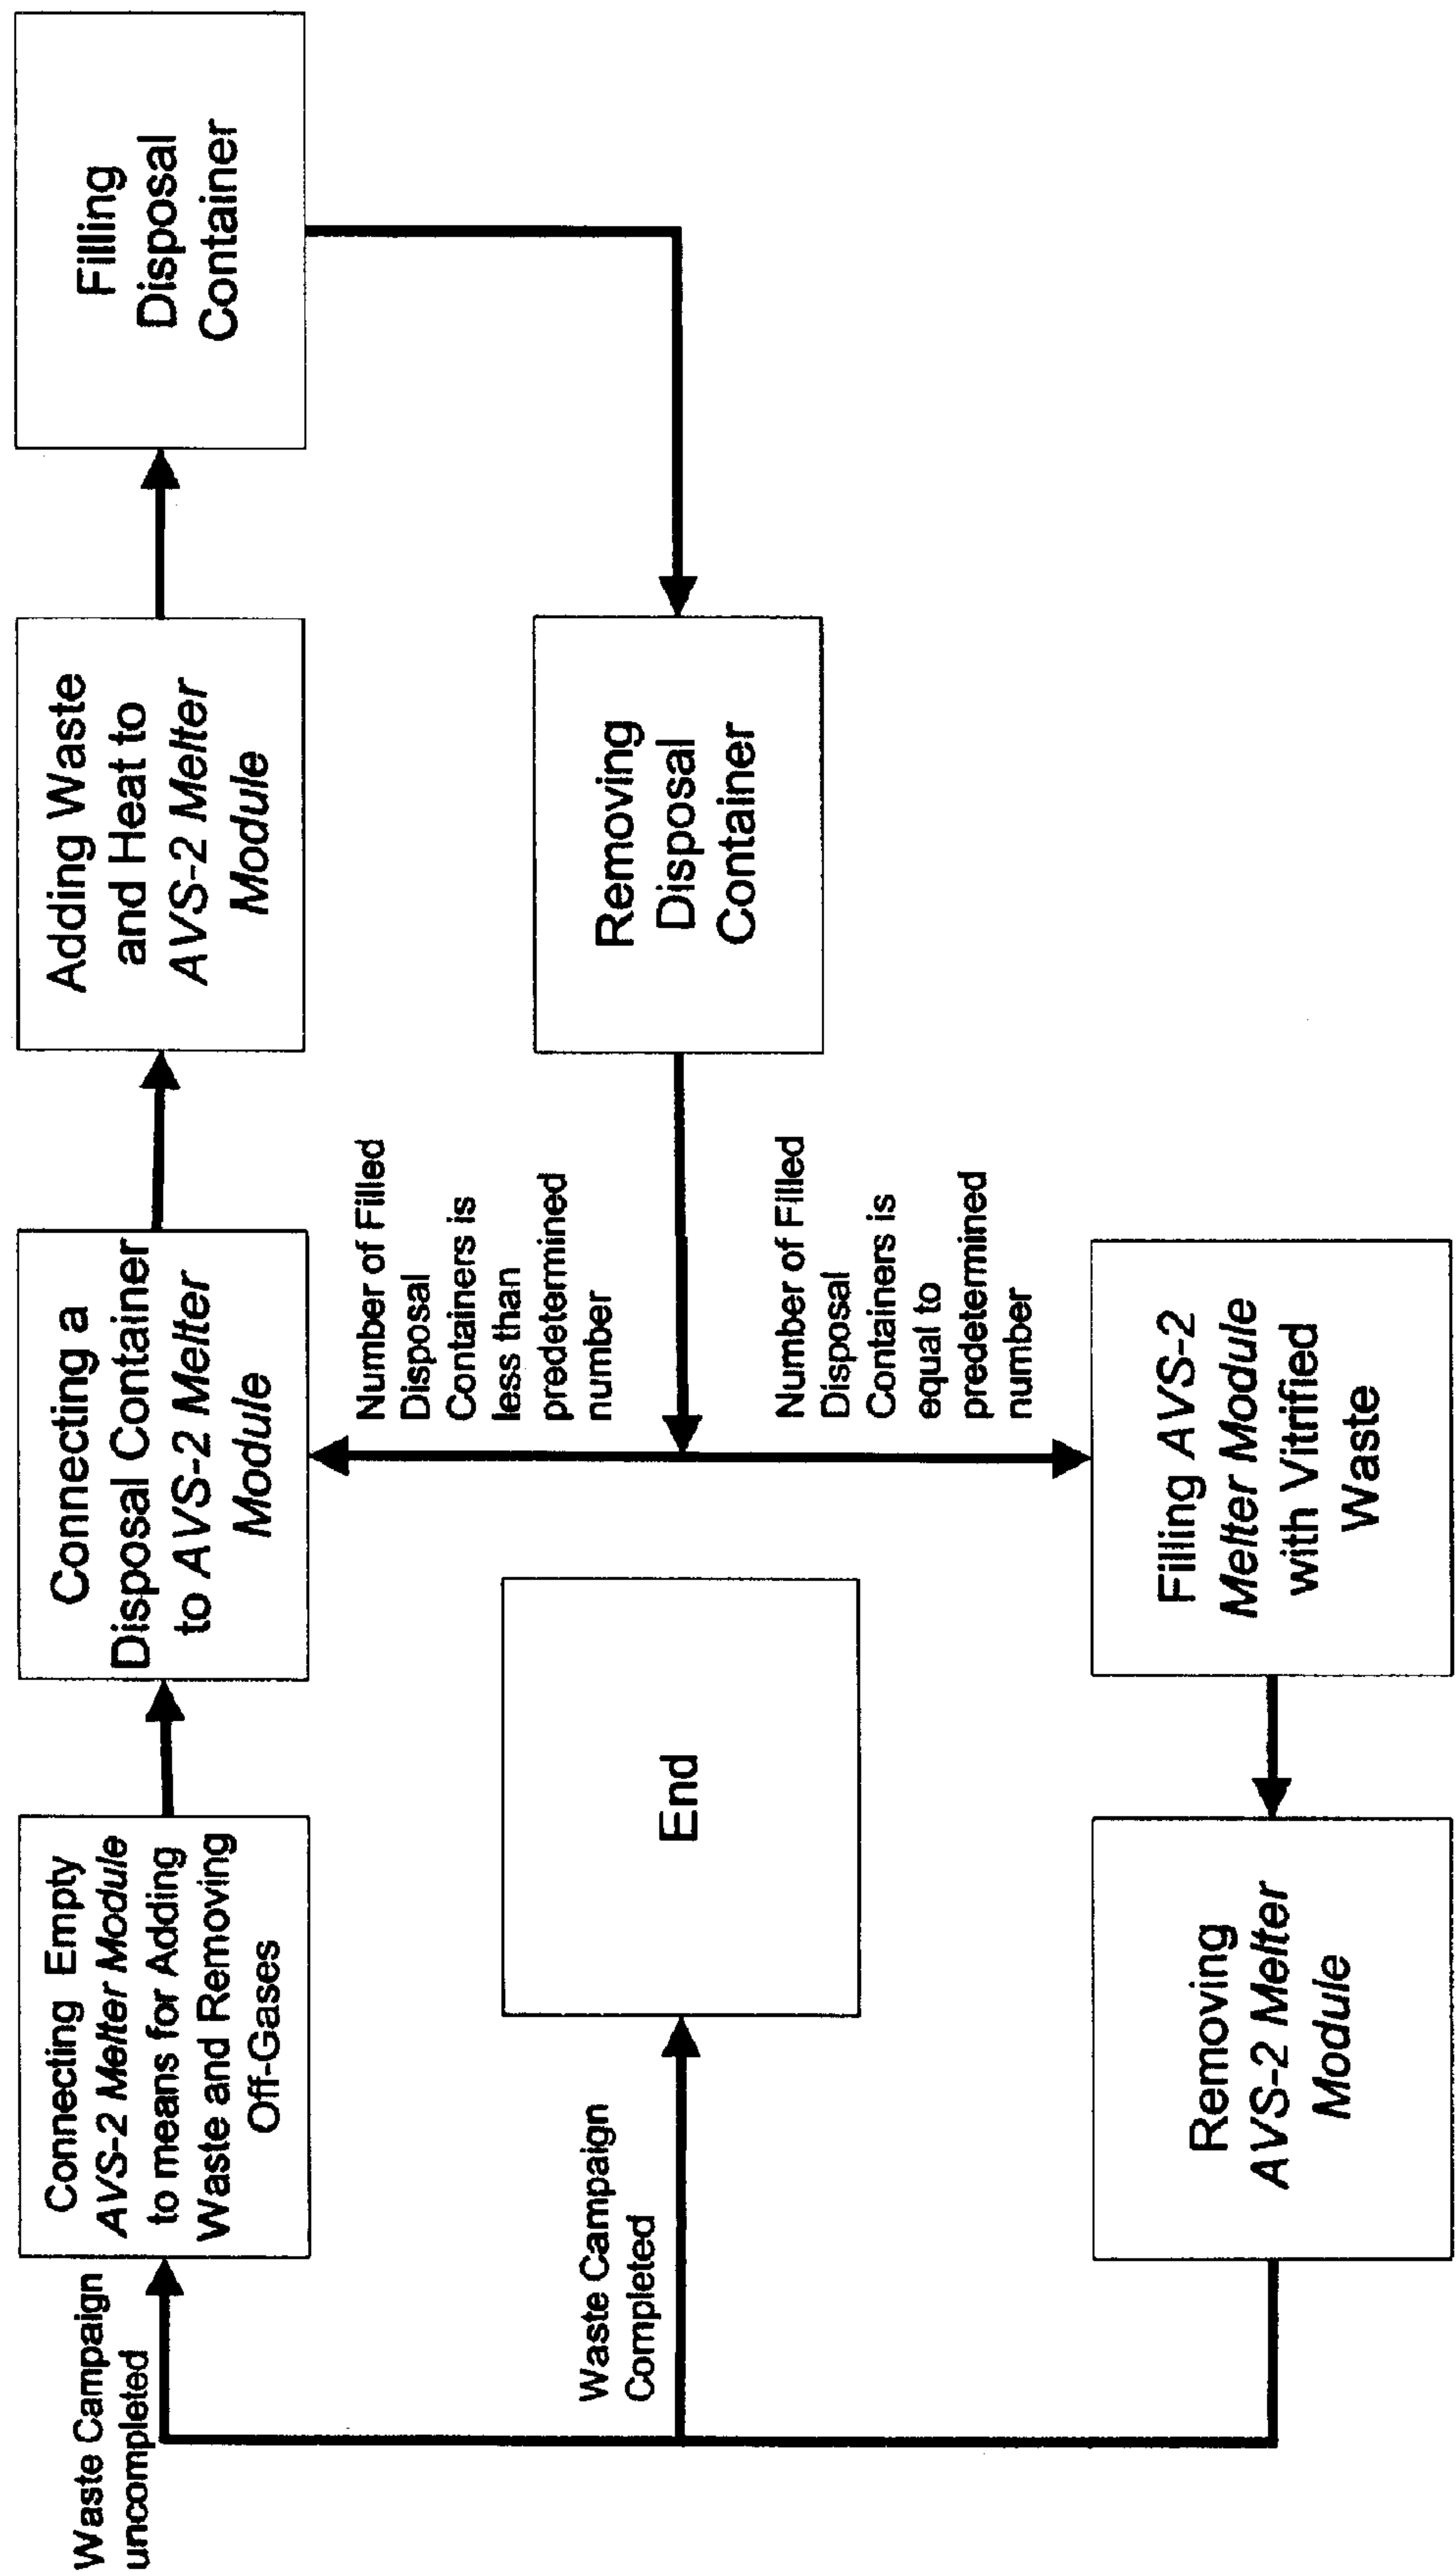 Waste Campaign
uncompleted
Connecting Empty
AVS-2 Melter Module
to means for Adding
Waste and Removing
Off-Gases
Connecting a
Disposal Container
to AVS-2 Melter
Module
Adding Waste
and Heat to
AVS-2 Melter
Module
Filling
Disposal
Container
Number of Filled
Disposal
Containers is
less than
predetermined
number
Removing
Disposal
Container
Waste Campaign
Completed
End
Number of Filled
Disposal
Containers is
equal to
predetermined
number
Removing
AVS-2 Melter
Module
Filling AVS-2
Melter Module
with Vitrified
Waste